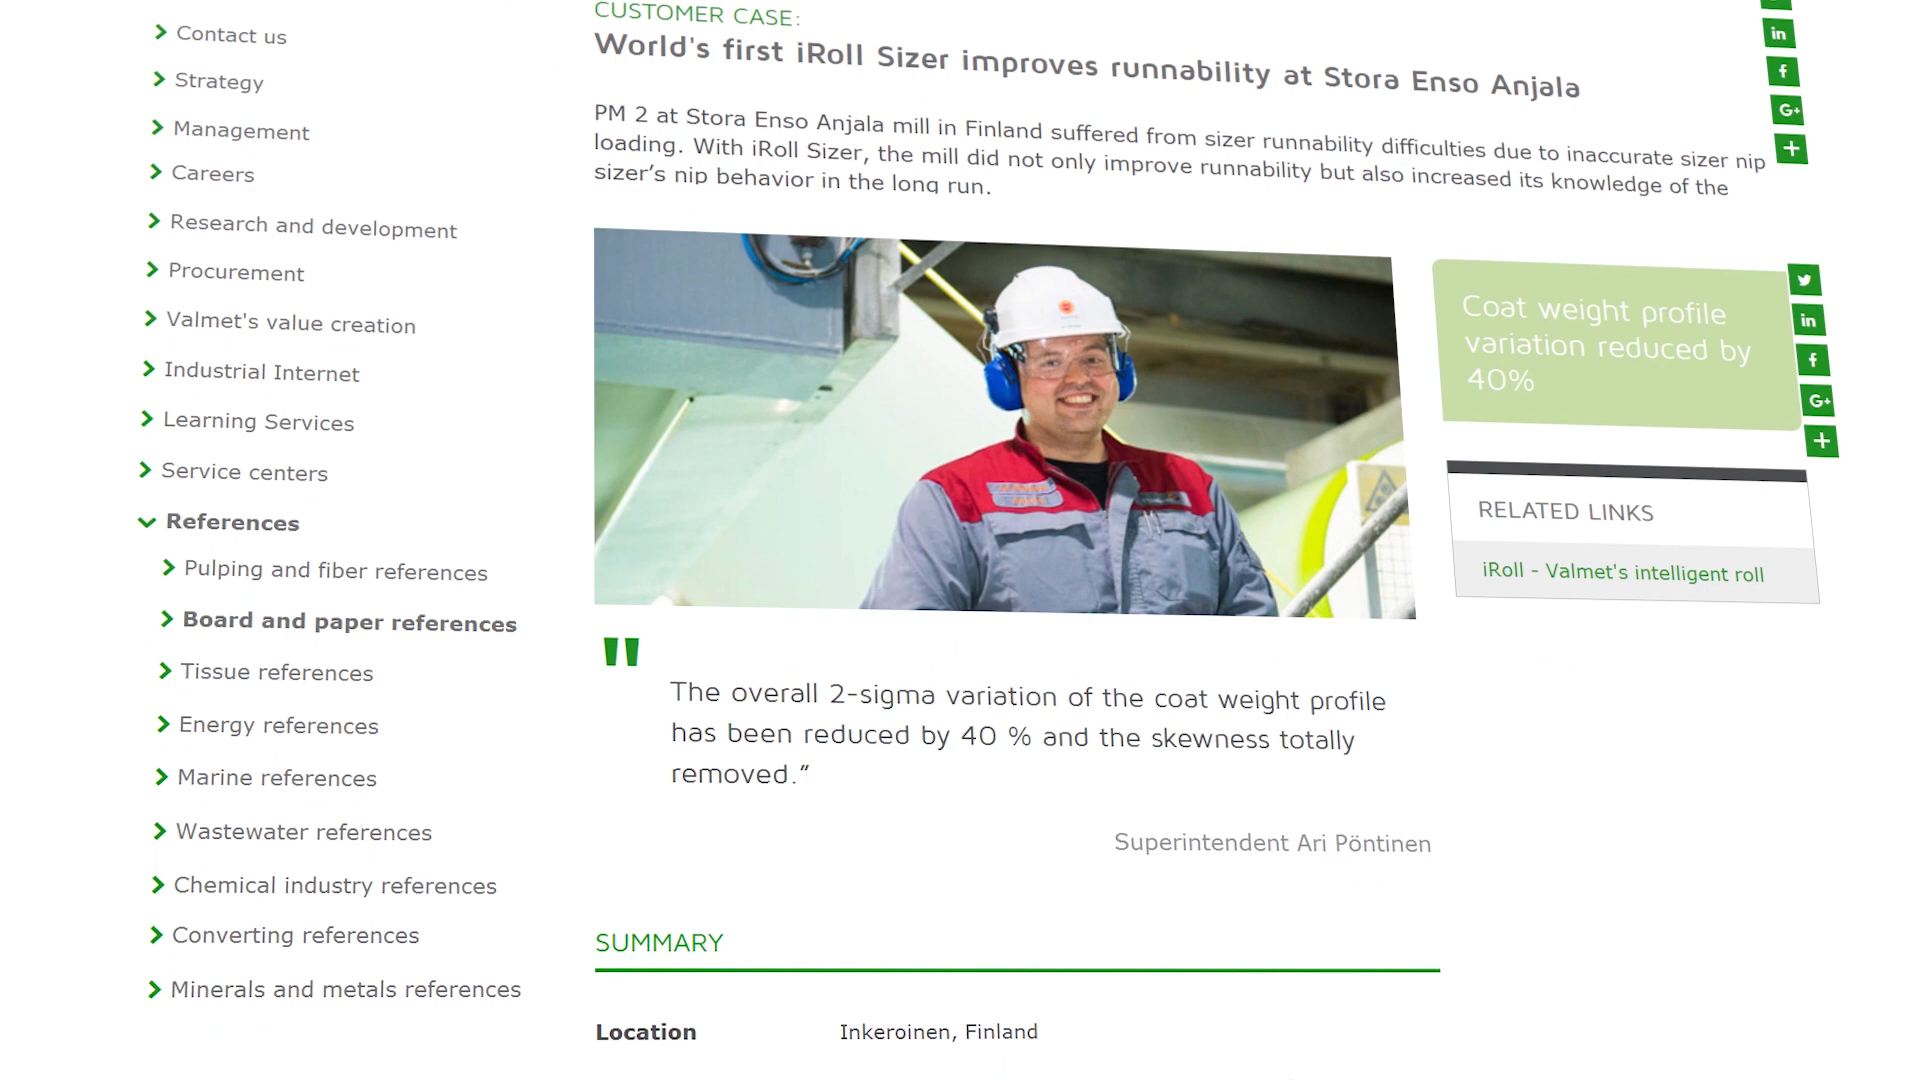 Contact us
Strategy
Management
Careers
Research and development
Procurement
Valmet's value creation
Industrial Internet
Learning Services
Service centers
References
Pulping and fiber references
Board and paper references
Tissue references
Energy references
Marine references
Wastewater references
Chemical industry references
Converting references
Minerals and metals references
CUSTOMER CASE:
World's first iRoll Sizer improves runnability at Stora Enso Anjala
PM 2 at Stora Enso Anjala mill in Finland suffered from sizer runnability difficulties due to inaccurate sizer nip
loading. With iRoll Sizer, the mill did not only improve runnability but also increased its knowledge of the
sizer’s nip behavior in the long run.
in
f
G+
+
Coat weight profile
variation reduced by
40%
in
f
G+
+
RELATED LINKS
iRoll - Valmet's intelligent roll
"
The overall 2-sigma variation of the coat weight profile
has been reduced by 40 % and the skewness totally
removed.”
Superintendent Ari Pöntinen
SUMMARY
Location Inkeroinen, Finland